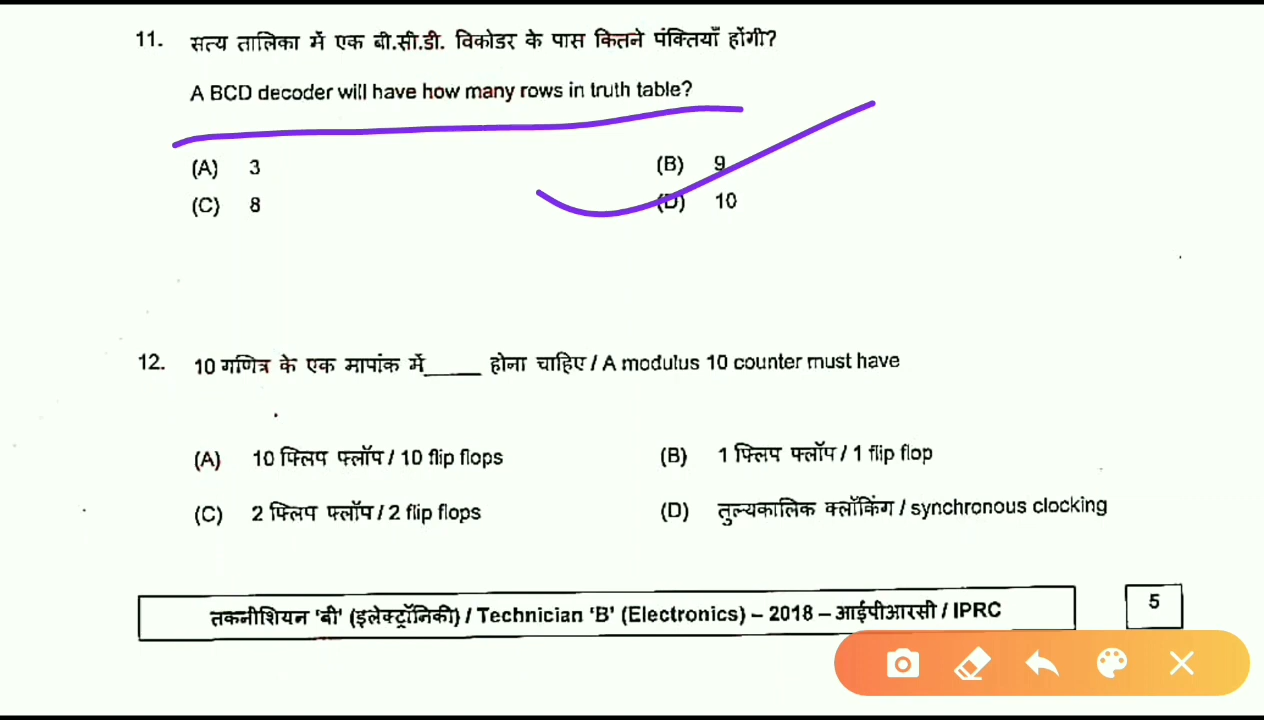 11. सत्य तालिका में एक बी.सी.डी. विकोडर के पास कितने पंक्तियाँ होंगी?
A BCD decoder will have how many rows in truth table?
(A) 3 (B) 9
(C) 8 (D) 10
12. 10 गणित्र के एक मापांक में_____ होना चाहिए / A modulus 10 counter must have
(A) 10 फ्लिप फ्लॉप / 10 flip flops (B) 1 फ्लिप फ्लॉप / 1 flip flop
(C) 2 फ्लिप फ्लॉप / 2 flip flops (D) तुल्यकालिक क्लॉकिंग / synchronous clocking
तकनीशियन 'बी' (इलेक्ट्रॉनिकी) / Technician 'B' (Electronics) – 2018 – आईपीआरसी / IPRC 5